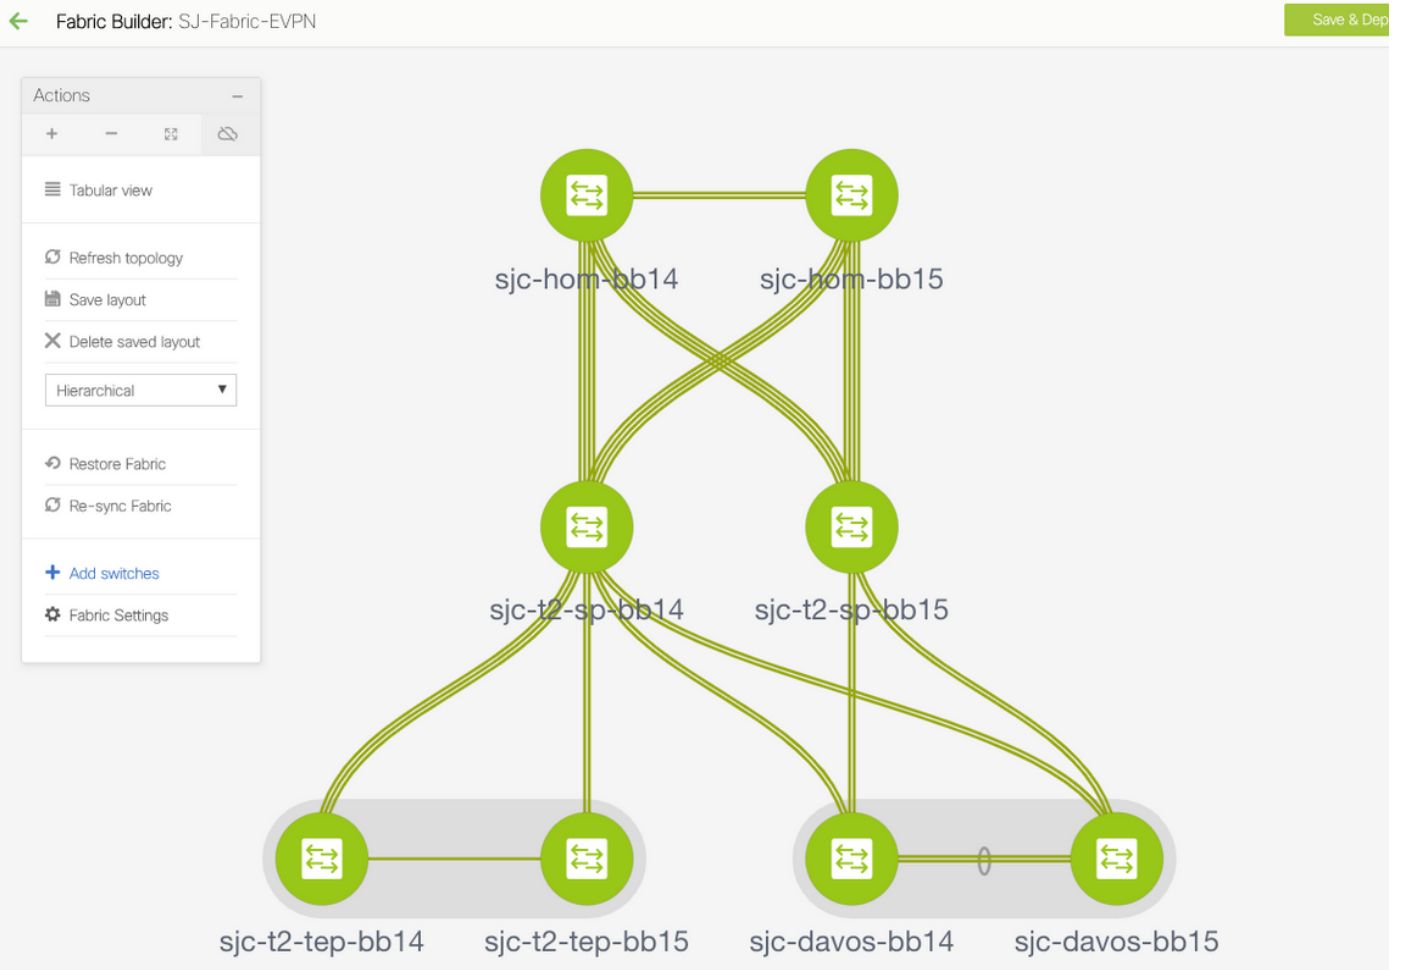 Fabric Builder: SJ-Fabric-EVPN
Save & Dep
Actions
Tabular view
Refresh topology
Save layout
Delete saved layout
Hierarchical
Restore Fabric
Re-sync Fabric
Add switches
Fabric Settings
sjc-hom-bb14
sjc-hom-bb15
sjc-t2-sp-bb14
sjc-t2-sp-bb15
sjc-t2-tep-bb14
sjc-t2-tep-bb15
sjc-davos-bb14
sjc-davos-bb15